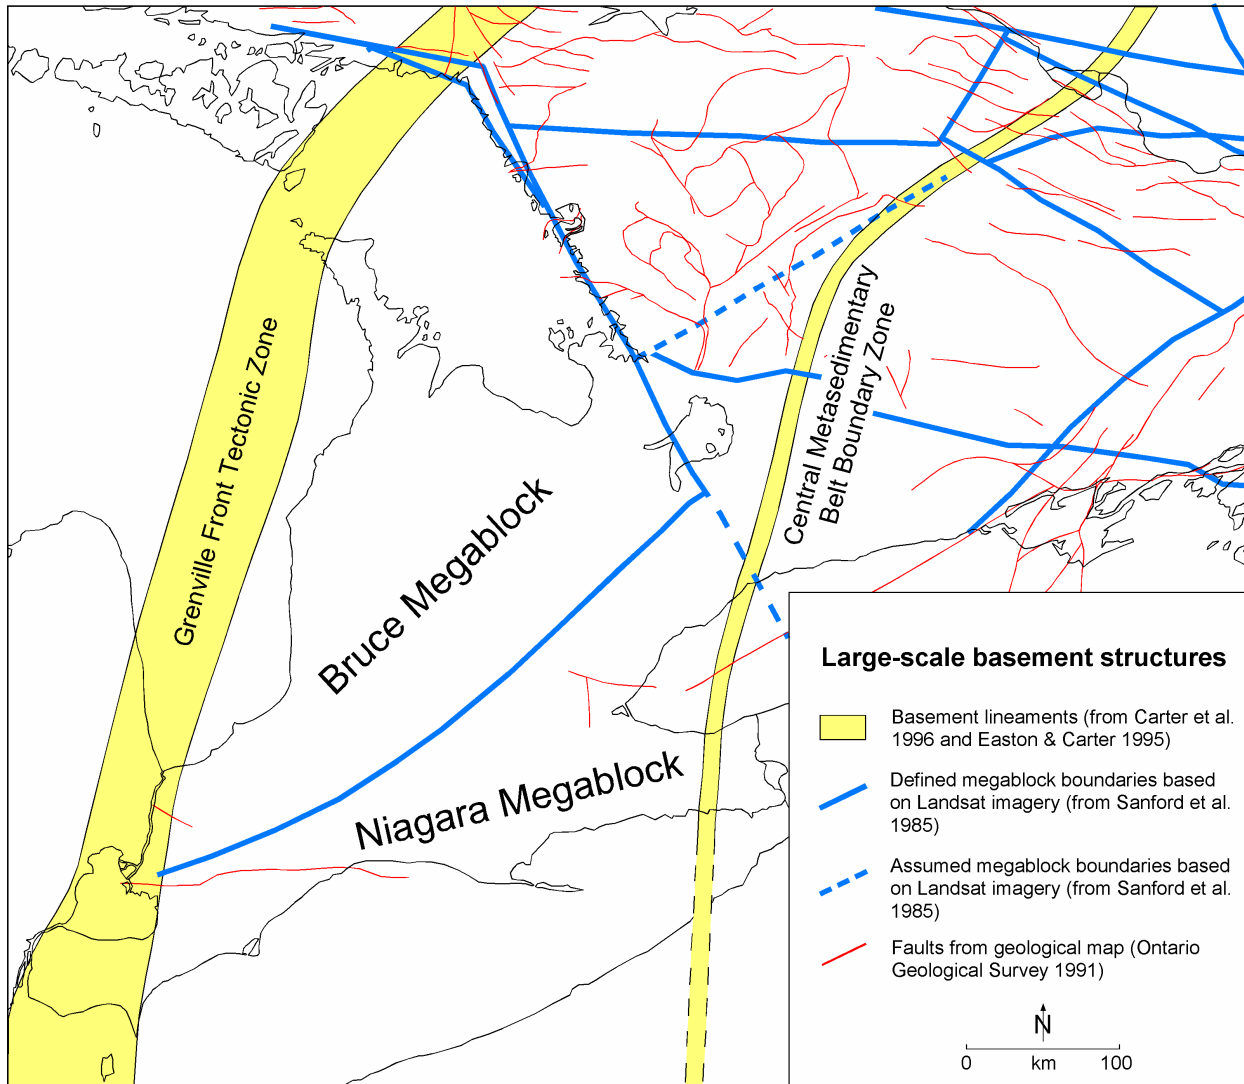 Grenville Front Tectonic Zone
Central Metasedimentary
Belt Boundary Zone
Bruce Megablock
Niagara Megablock
Large-scale basement structures
Basement lineaments (from Carter et al.
1996 and Easton & Carter 1995)
Defined megablock boundaries based
on Landsat imagery (from Sanford et al.
1985)
Assumed megablock boundaries based
on Landsat imagery (from Sanford et al.
1985)
Faults from geological map (Ontario
Geological Survey 1991)
N
0 km 100